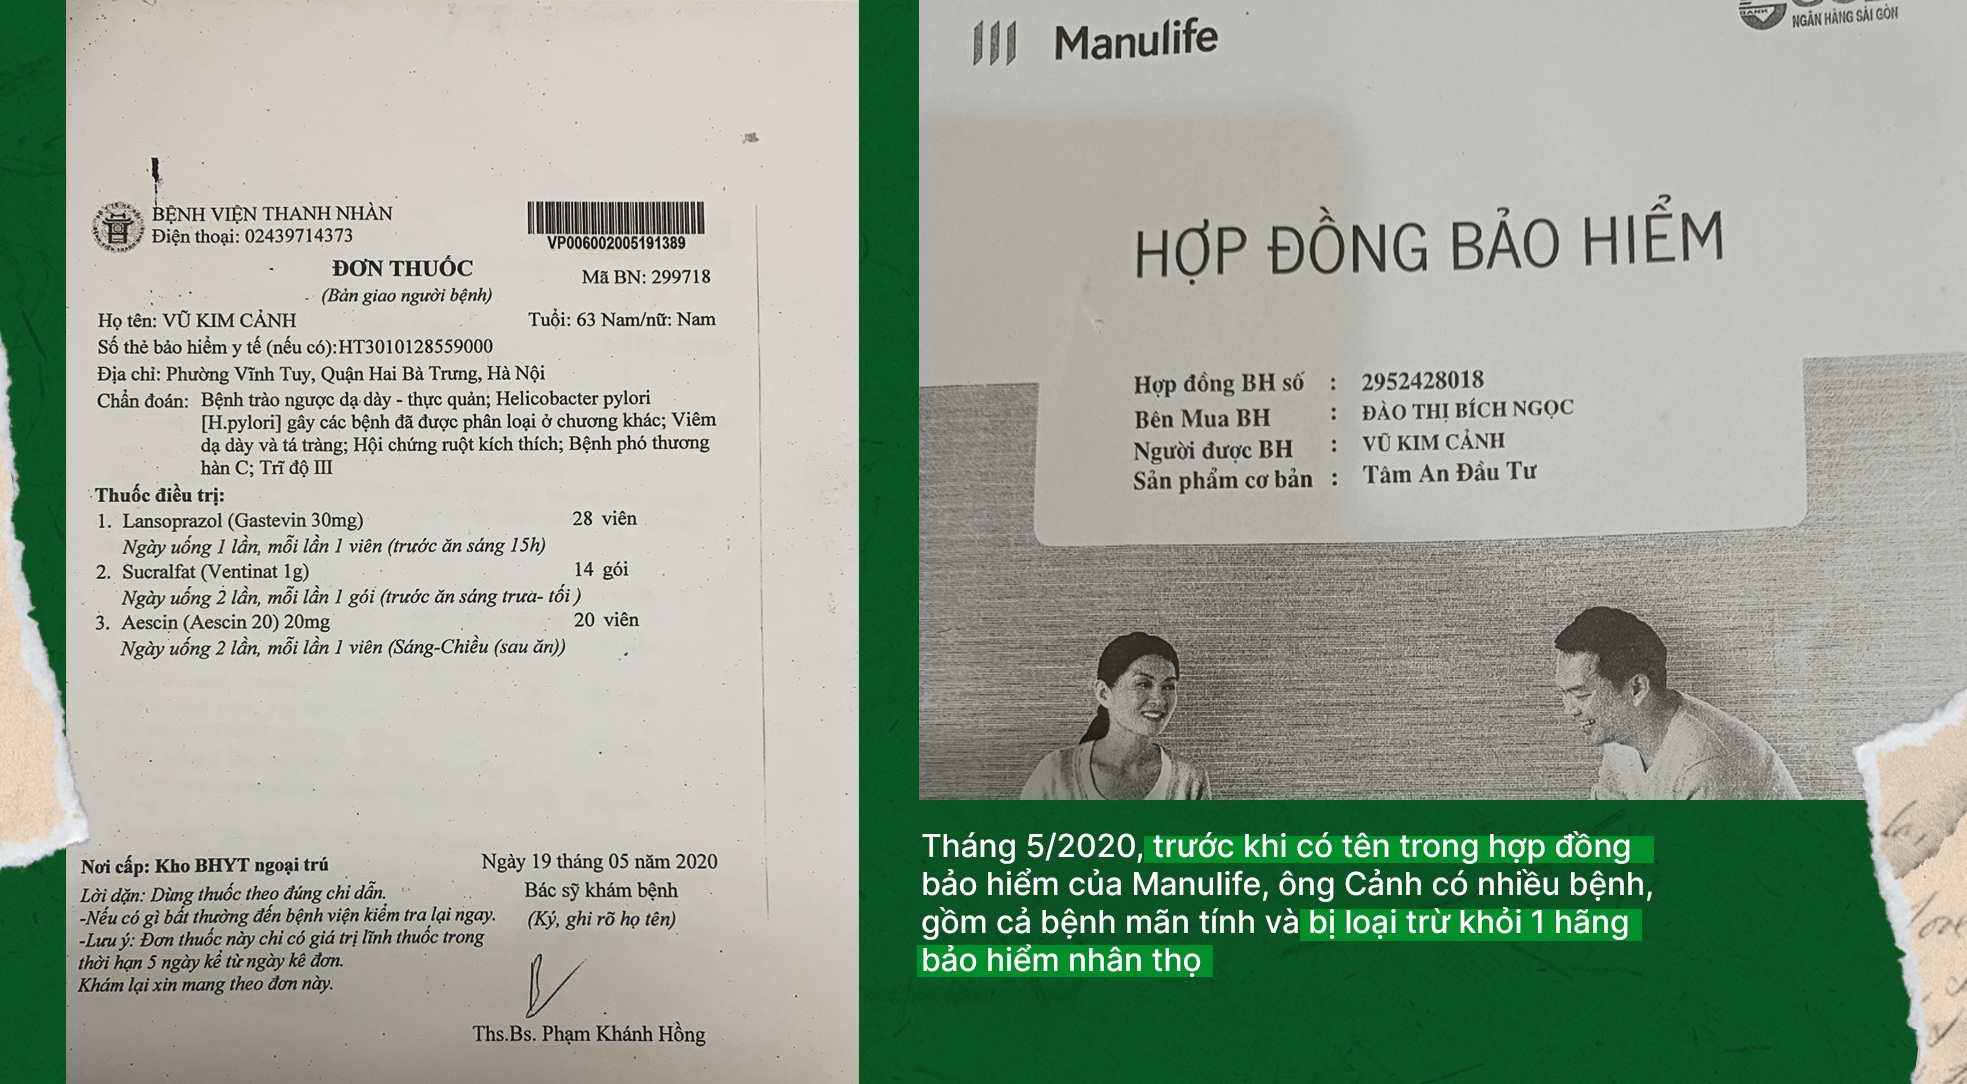 BỆNH VIỆN THANH NHÀN
Điện thoại: 02439714373
VP006002005191389
ĐƠN THUỐC
Mã BN: 299718
(Bản giao người bệnh)
Họ tên: VŨ KIM CẢNH
Tuổi: 63 Nam/nữ: Nam
Số thẻ bảo hiểm y tế (nếu có):HT3010128559000
Địa chỉ: Phường Vĩnh Tuy, Quận Hai Bà Trưng, Hà Nội
Chẩn đoán: Bệnh trào ngược dạ dày - thực quản; Helicobacter pylori
[H.pylori] gây các bệnh đã được phân loại ở chương khác; Viêm
dạ dày và tá tràng; Hội chứng ruột kích thích; Bệnh phó thương
hàn C; Trĩ độ III
Thuốc điều trị:
1. Lansoprazol (Gastevin 30mg) 28 viên
Ngày uống 1 lần, mỗi lần 1 viên (trước ăn sáng 15h)
2. Sucralfat (Ventinat 1g) 14 gói
Ngày uống 2 lần, mỗi lần 1 gói (trước ăn sáng trưa- tối )
3. Aescin (Aescin 20) 20mg 20 viên
Ngày uống 2 lần, mỗi lần 1 viên (Sáng-Chiều (sau ăn))
Nơi cấp: Kho BHYT ngoại trú
Lời dặn: Dùng thuốc theo đúng chỉ dẫn.
-Nếu có gì bất thường đến bệnh viện kiểm tra lại ngay.
-Lưu ý: Đơn thuốc này chỉ có giá trị lĩnh thuốc trong
thời hạn 5 ngày kể từ ngày kê đơn.
Khám lại xin mang theo đơn này.
Ngày 19 tháng 05 năm 2020
Bác sỹ khám bệnh
(Ký, ghi rõ họ tên)
Ths.Bs. Phạm Khánh Hồng
Manulife
NGÂN HÀNG SÀI GÒN
HỢP ĐỒNG BẢO HIỂM
Hợp đồng BH số : 2952428018
Bên Mua BH : ĐÀO THỊ BÍCH NGỌC
Người được BH : VŨ KIM CẢNH
Sản phẩm cơ bản : Tâm An Đầu Tư
Tháng 5/2020, trước khi có tên trong hợp đồng
bảo hiểm của Manulife, ông Cảnh có nhiều bệnh,
gồm cả bệnh mãn tính và bị loại trừ khỏi 1 hãng
bảo hiểm nhân thọ